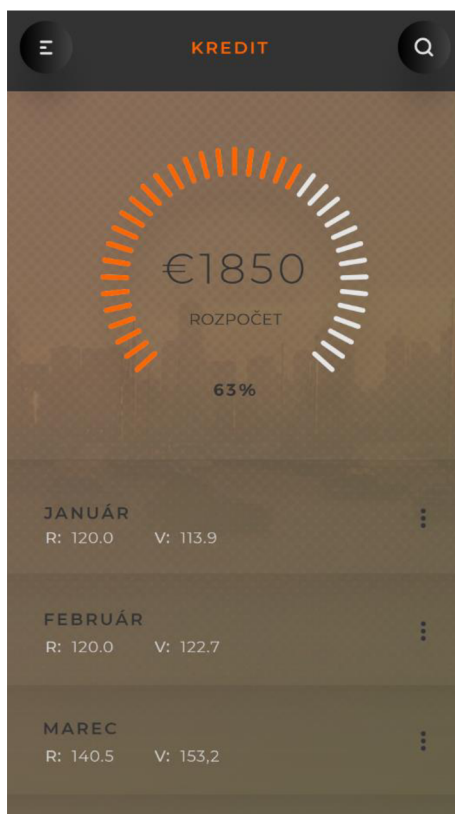 KREDIT
€1850
ROZPOČET
63%
JANUÁR
R: 120.0 V: 113.9
FEBRUÁR
R: 120.0 V: 122.7
MAREC
R: 140.5 V: 153,2